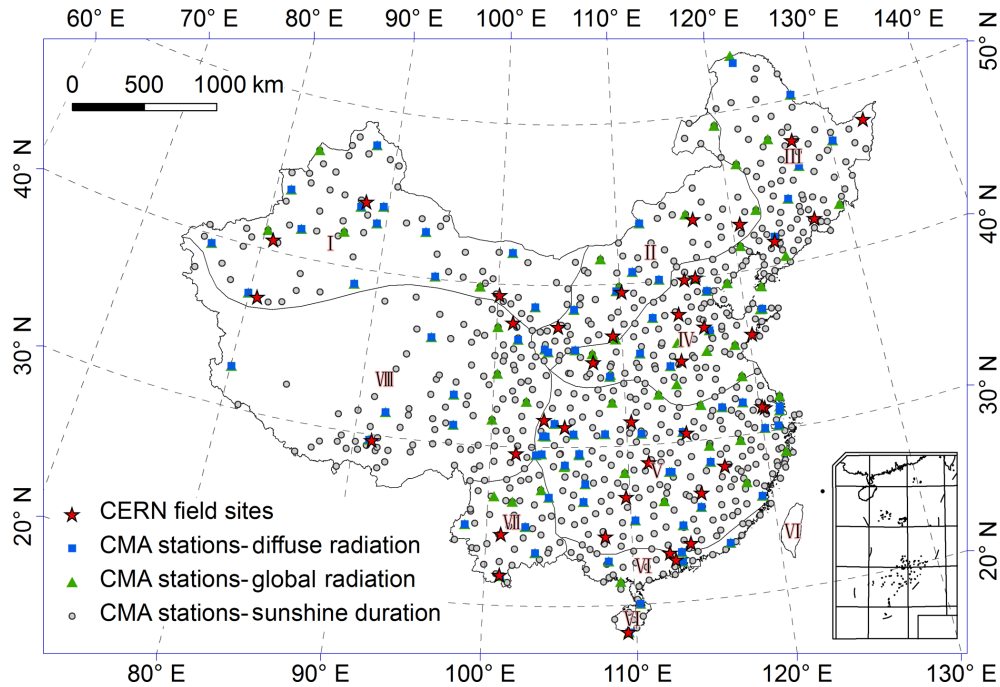 60° E 70° E 80° E 90° E 100° E 110° E 120° E 130° E 140° E
50° N
0 500 1000 km
40° N
III
40° N
I
II
IV
30° N
VIII
30° N
V
CERN field sites
20° N
VII
VI
CMA stations-diffuse radiation
20° N
CMA stations-global radiation
VI
CMA stations-sunshine duration
VI
80° E 90° E 100° E 110° E 120° E 130° E